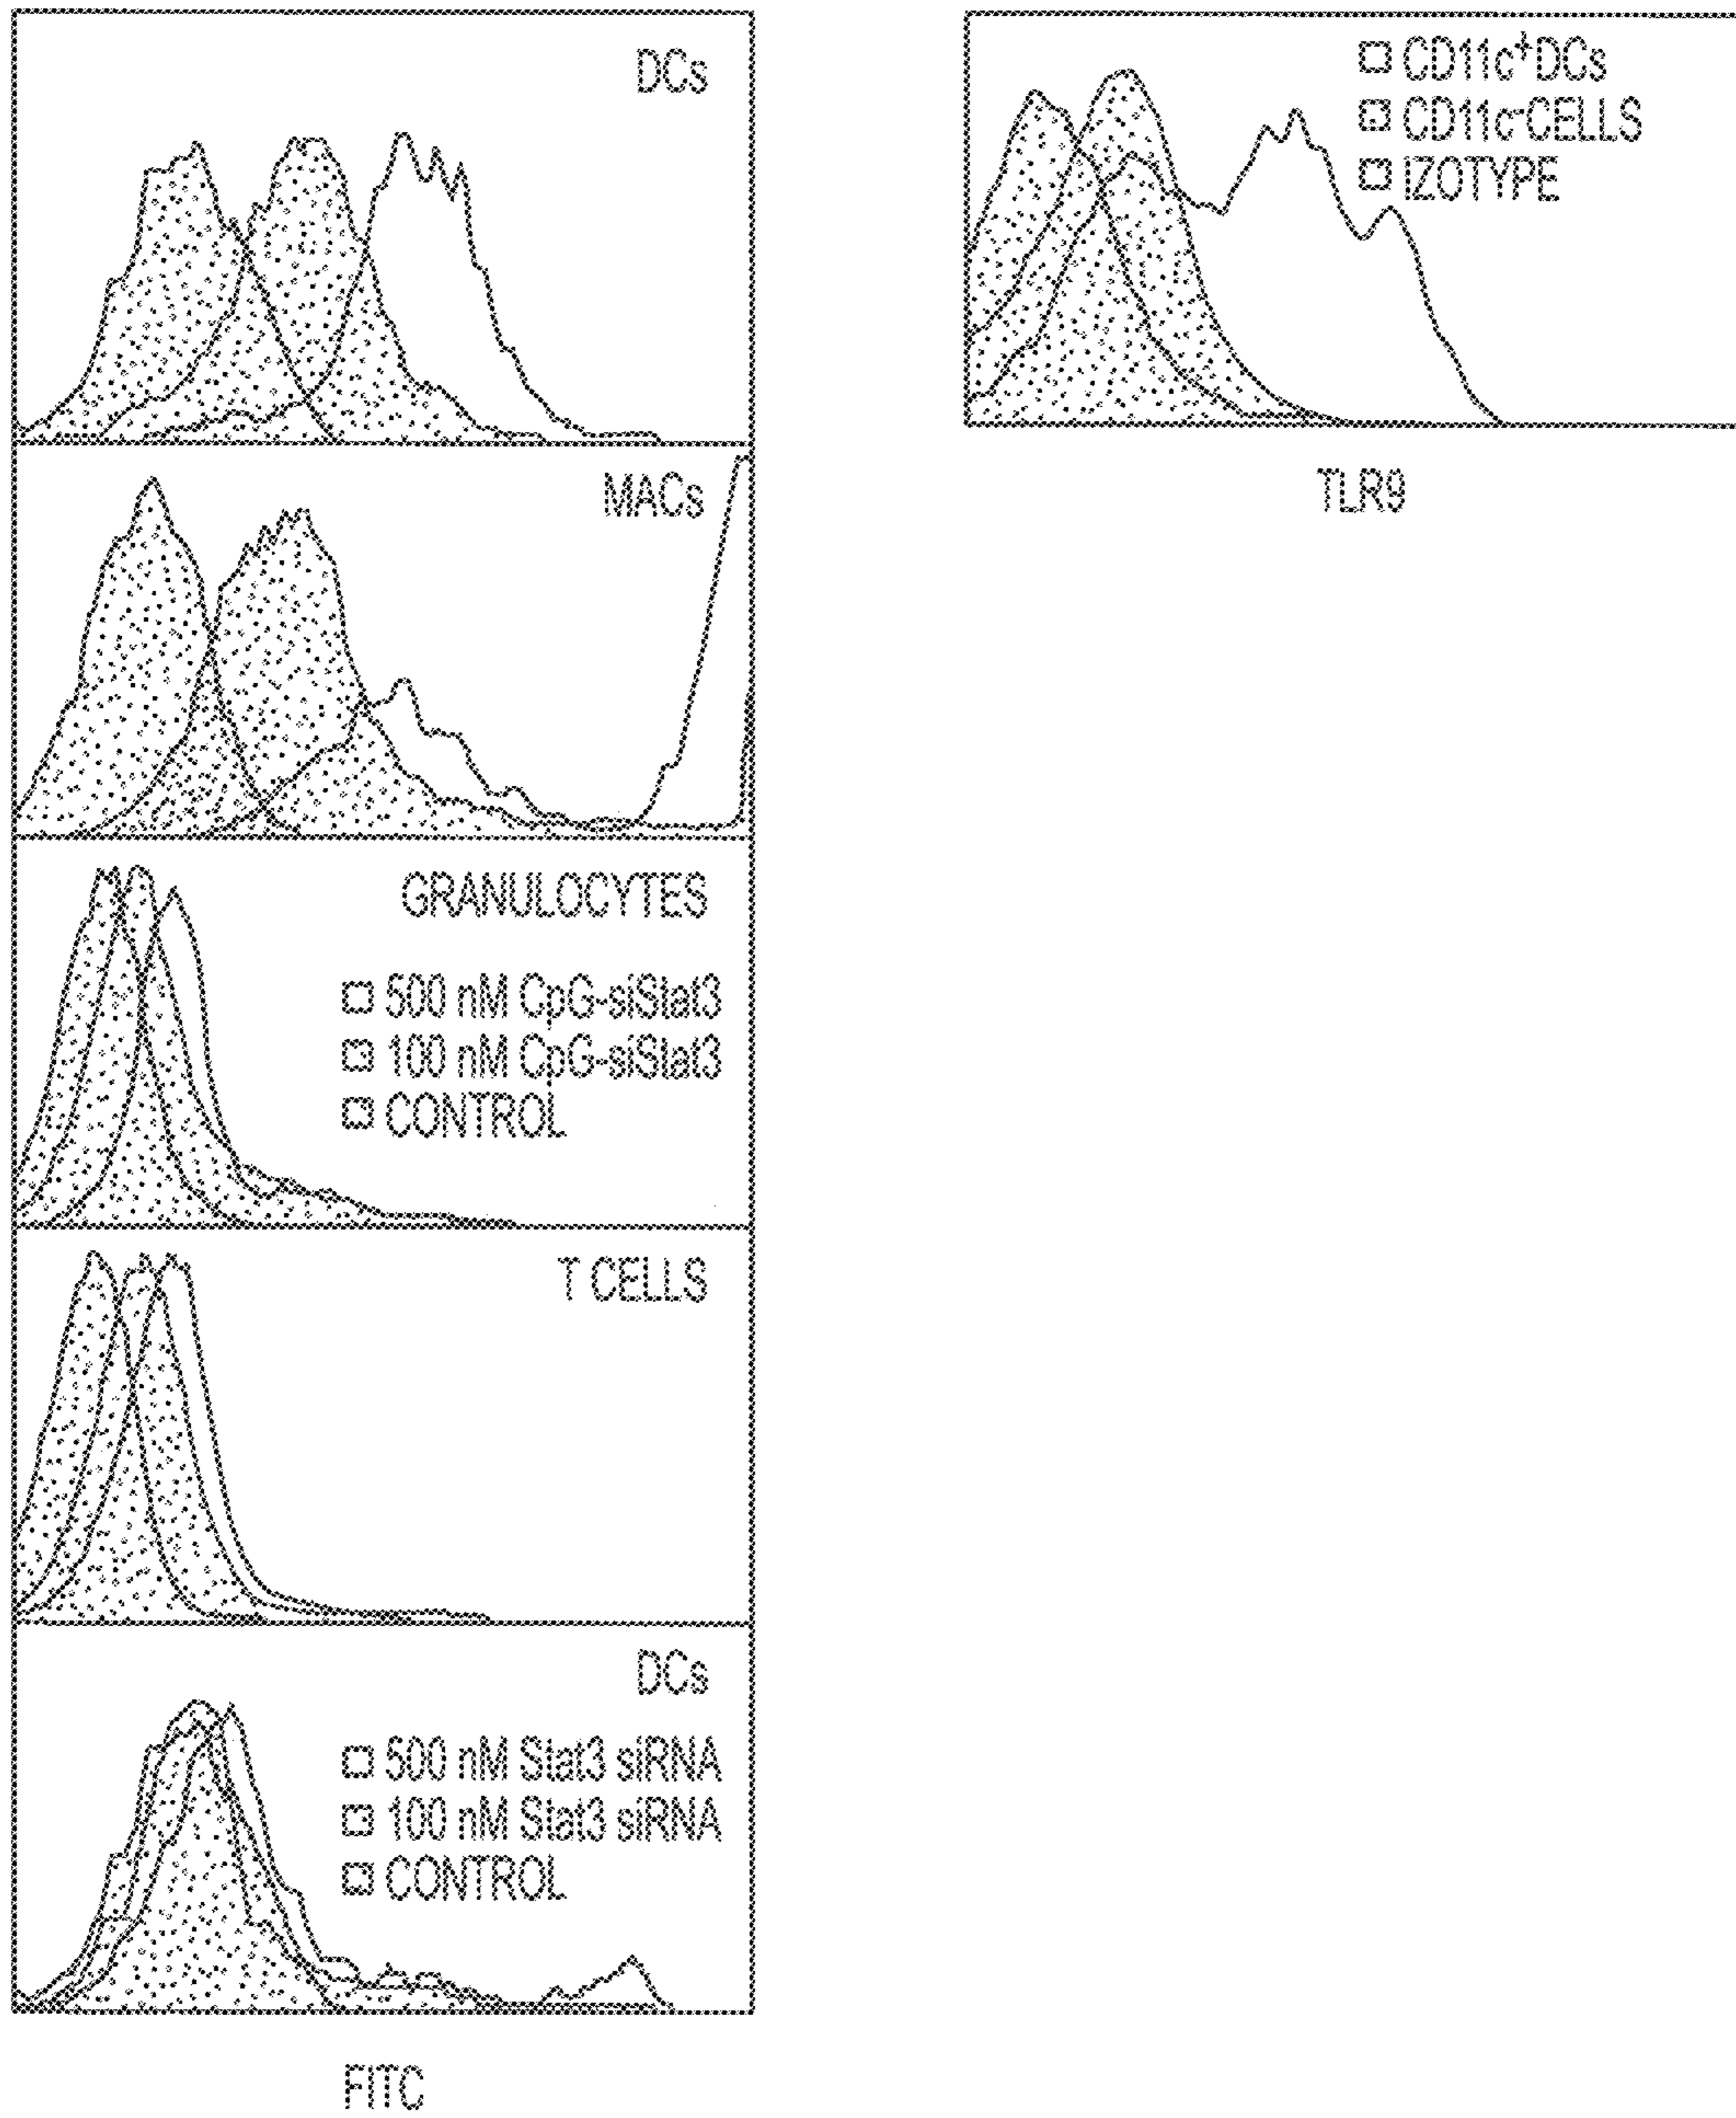 DCs
MACs
GRANULOCYTES
500 nM CpG-siStat3
100 nM CpG-siStat3
CONTROL
T CELLS
DCs
500 nM Stat3 siRNA
100 nM Stat3 siRNA
CONTROL
FITC
CD11c⁺DCs
CD11c⁻CELLS
IZOTYPE
TLR9